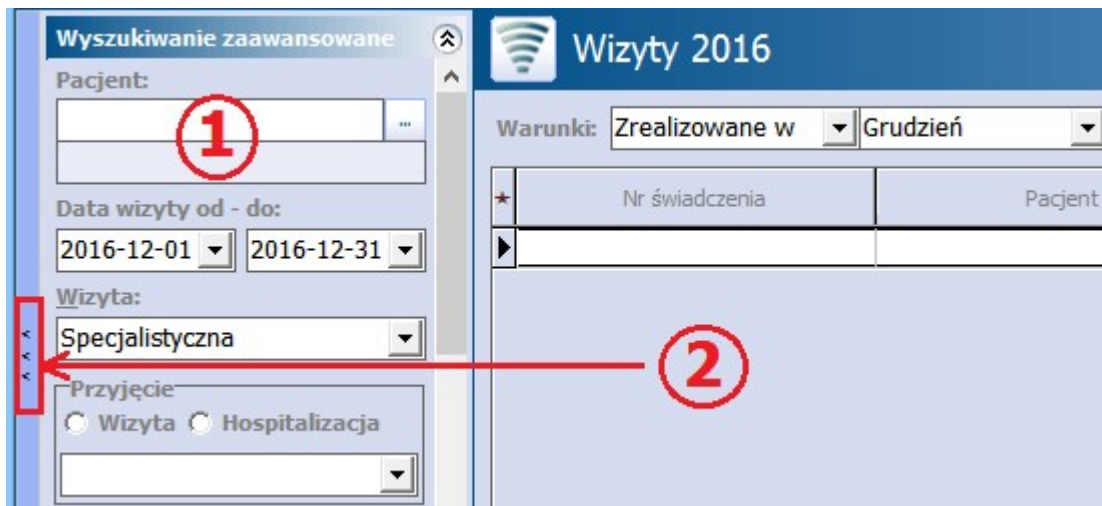 Wyszukiwanie zaawansowane
Pacjent:
...
1
Data wizyty od - do:
2016-12-01 2016-12-31
Wizyta:
Specjalistyczna
<
<
<
Przyjęcie
Wizyta Hospitalizacja
Wizyty 2016
Warunki: Zrealizowane w Grudzień
* Nr świadczenia Pacjent
2